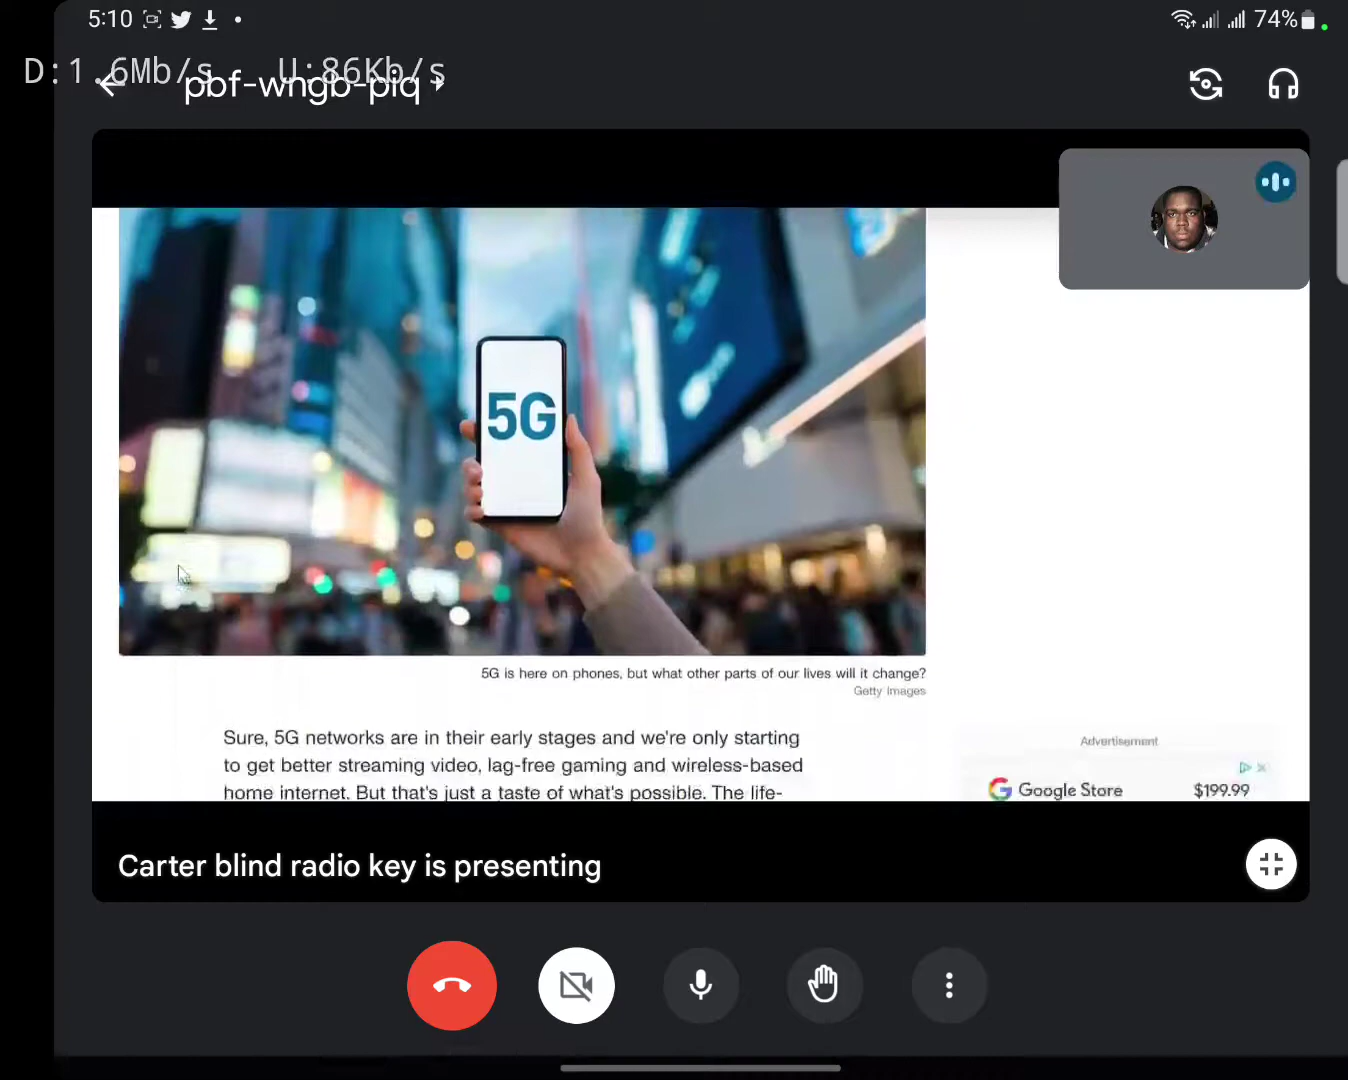 5:10
74%
D:1.6Mb/s U:86Kb/s
pbf-wngb-piq
5G
5G is here on phones, but what other parts of our lives will it change?
Getty Images
Sure, 5G networks are in their early stages and we're only starting
to get better streaming video, lag-free gaming and wireless-based
home internet. But that's just a taste of what's possible. The life-
Advertisement
Google Store
$199.99
Carter blind radio key is presenting